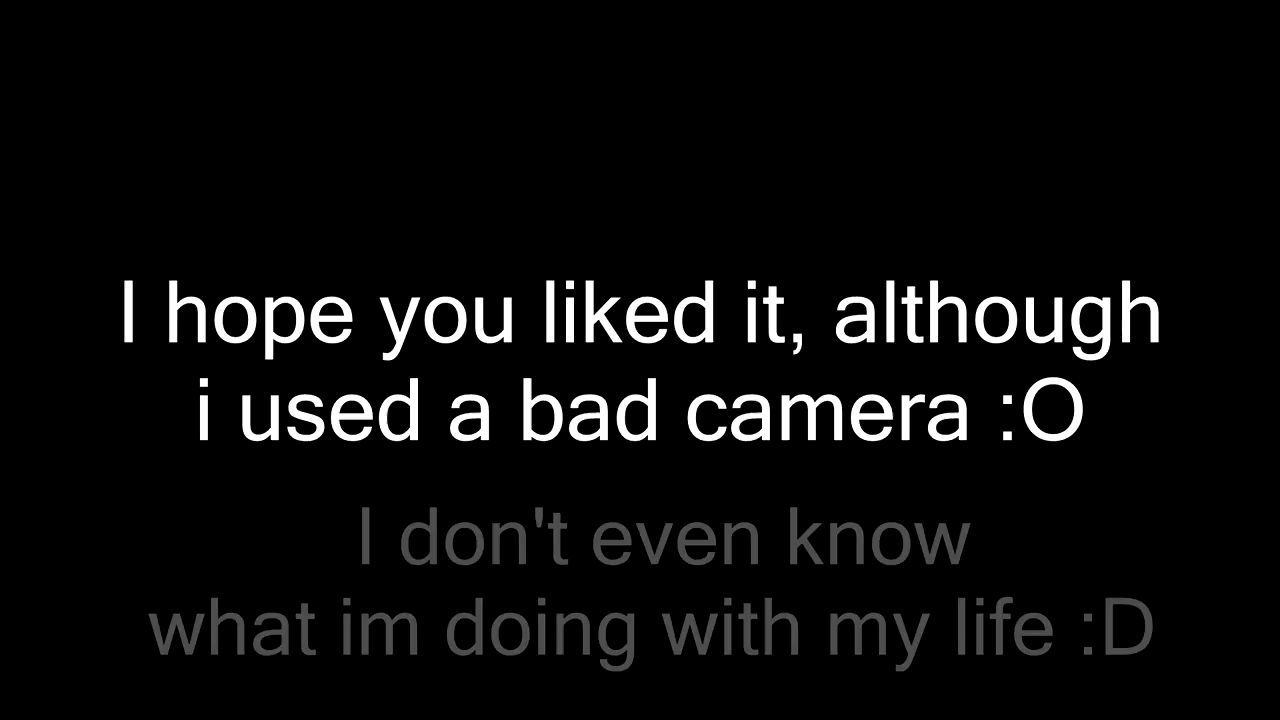 I hope you liked it, although
i used a bad camera :O
I don't even know
what im doing with my life :D